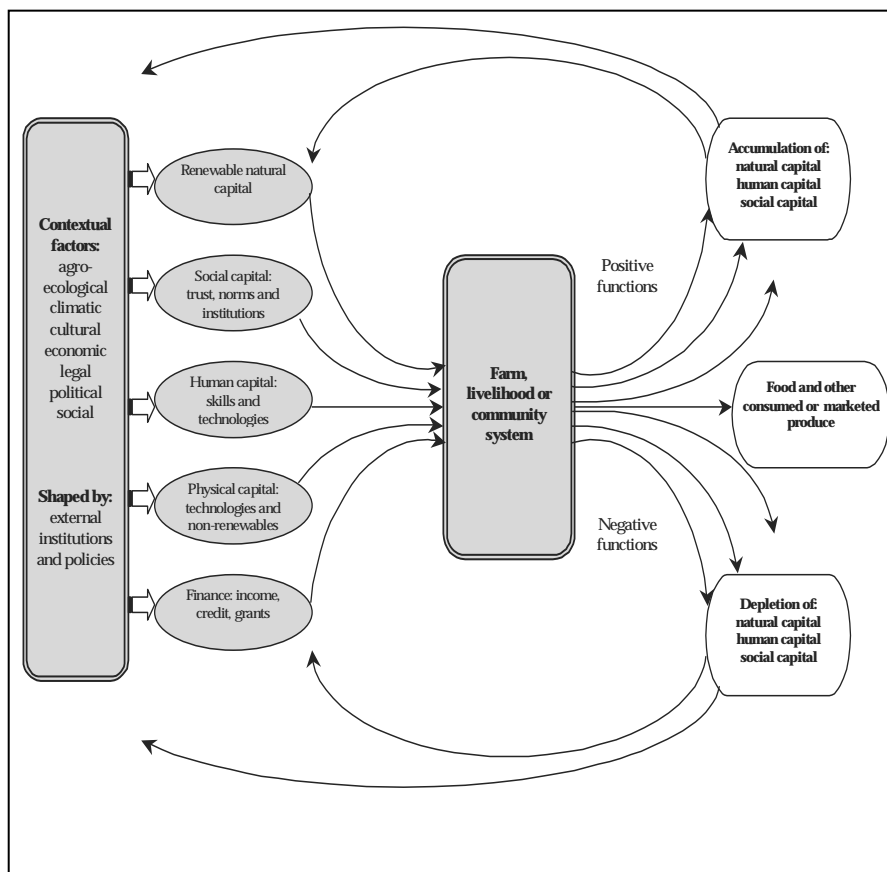 Contextual
factors:
agro-
ecological
climatic
cultural
economic
legal
political
social
Shaped by:
external
institutions
and policies
Renewable natural
capital
Social capital:
trust, norms and
institutions
Human capital:
skills and
technologies
Physical capital:
technologies and
non-renewables
Finance: income,
credit, grants
Farm,
livelihood or
community
system
Positive
functions
Negative
functions
Accumulation of:
natural capital
human capital
social capital
Food and other
consumed or marketed
produce
Depletion of:
natural capital
human capital
social capital